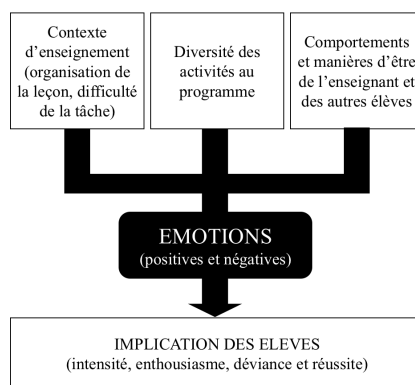 Contexte
d'enseignement
(organisation de
la leçon, difficulté
de la tâche)
Diversité des
activités au
programme
Comportements
et manières d'être
de l'enseignant et
des autres élèves
EMOTIONS
(positives et négatives)
IMPLICATION DES ELEVES
(intensité, enthousiasme, déviance et réussite)